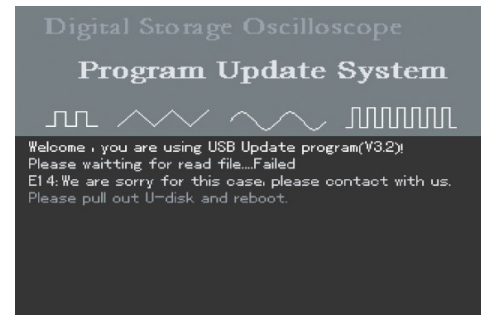 Digital Storage Oscilloscope
Program Update System
Welcome , you are using USB Update program(V3.2)!
Please waitting for read file....Failed
E14: We are sorry for this case, please contact with us.
Please pull out U-disk and reboot.